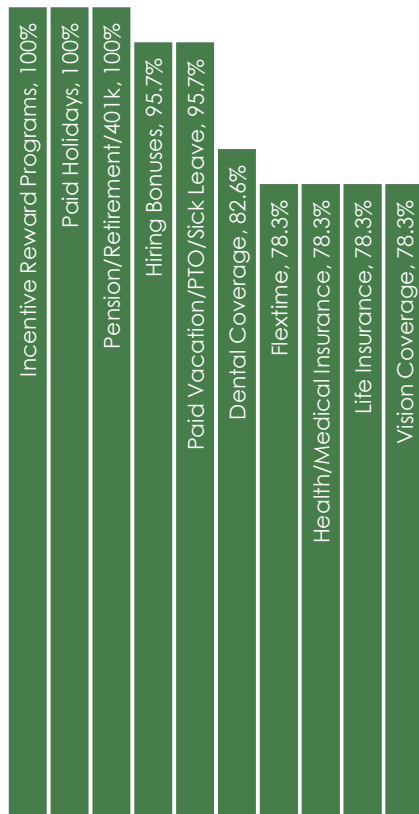 Incentive Reward Programs, 100%
Paid Holidays, 100%
Pension/Retirement/401k, 100%
Hiring Bonuses, 95.7%
Paid Vacation/PTO/Sick Leave, 95.7%
Dental Coverage, 82.6%
Flextime, 78.3%
Health/Medical Insurance, 78.3%
Life Insurance, 78.3%
Vision Coverage, 78.3%